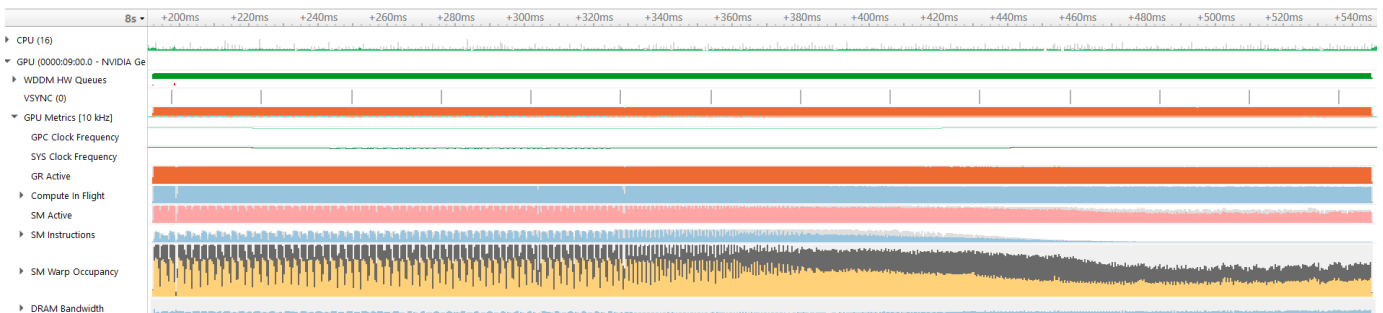 8s +200ms +220ms +240ms +260ms +280ms +300ms +320ms +340ms +360ms +380ms +400ms +420ms +440ms +460ms +480ms +500ms +520ms +540ms
CPU (16)
GPU (0000:09:00.0 - NVIDIA Ge
WDDM HW Queues
VSYNC (0)
GPU Metrics [10 kHz]
GPC Clock Frequency
SYS Clock Frequency
GR Active
Compute In Flight
SM Active
SM Instructions
SM Warp Occupancy
DRAM Bandwidth